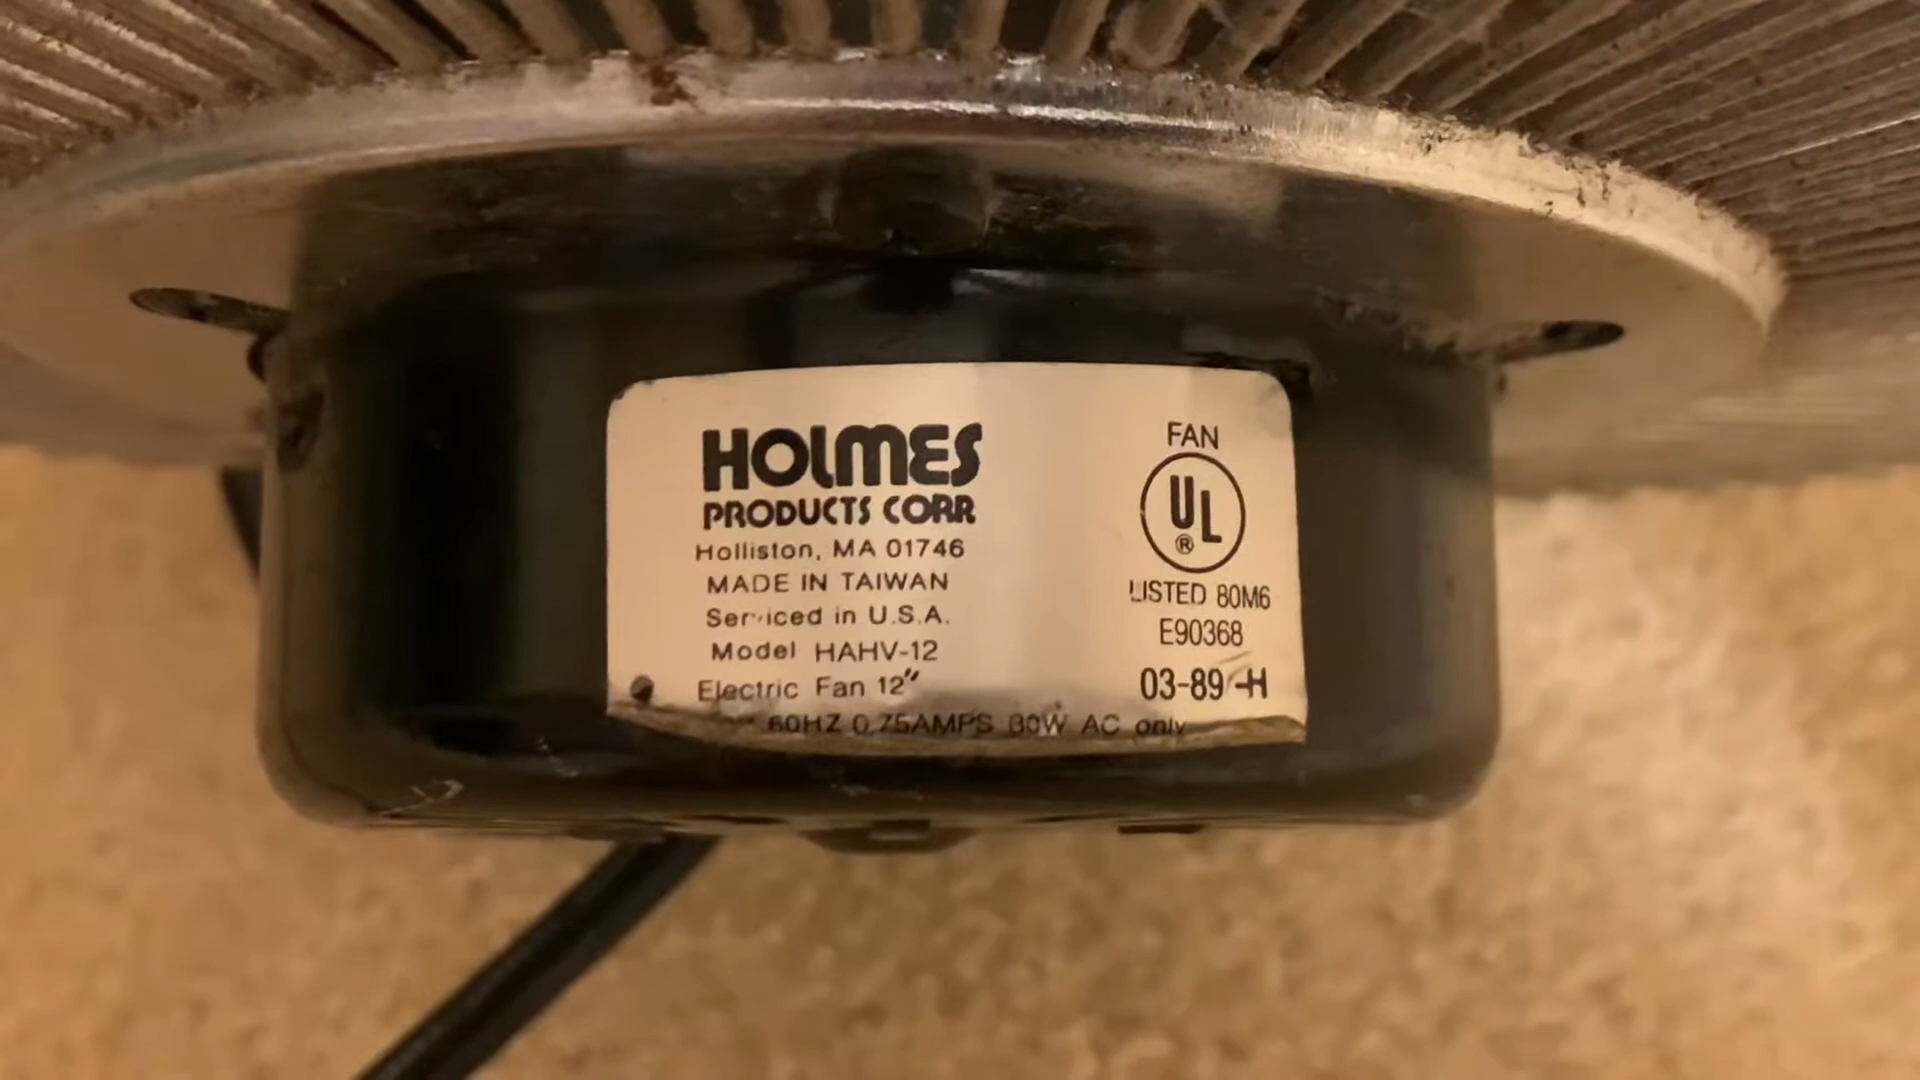 HOLMES
PRODUCTS CORP.
Holliston, MA 01746
MADE IN TAIWAN
Serviced in U.S.A.
Model HAHV-12
Electric Fan 12"
60HZ 0.75AMPS 80W AC only
FAN
UL
®
LISTED 80M6
E90368
03-89-H